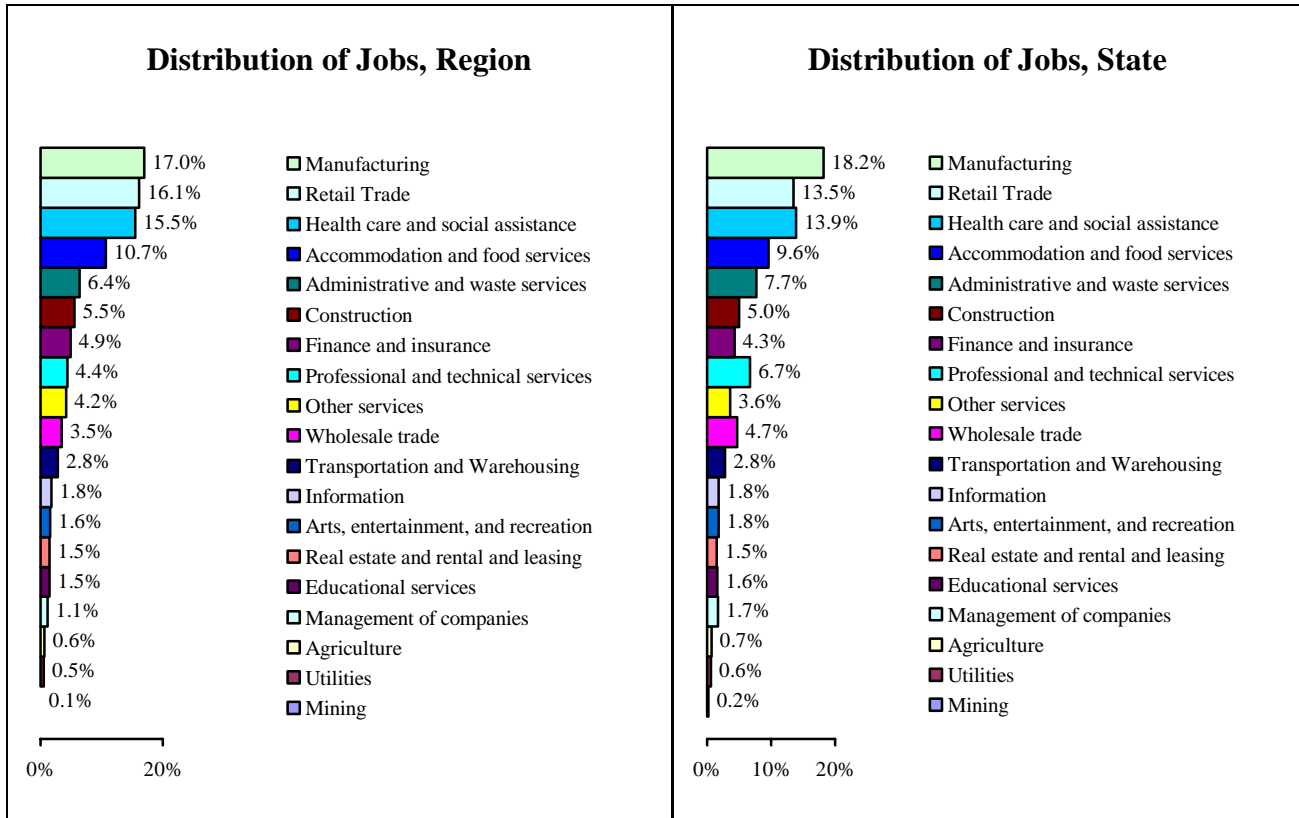 Distribution of Jobs, Region
17.0% Manufacturing
16.1% Retail Trade
15.5% Health care and social assistance
10.7% Accommodation and food services
6.4% Administrative and waste services
5.5% Construction
4.9% Finance and insurance
4.4% Professional and technical services
4.2% Other services
3.5% Wholesale trade
2.8% Transportation and Warehousing
1.8% Information
1.6% Arts, entertainment, and recreation
1.5% Real estate and rental and leasing
1.5% Educational services
1.1% Management of companies
0.6% Agriculture
0.5% Utilities
0.1% Mining
0% 20%
Distribution of Jobs, State
18.2% Manufacturing
13.5% Retail Trade
13.9% Health care and social assistance
9.6% Accommodation and food services
7.7% Administrative and waste services
5.0% Construction
4.3% Finance and insurance
6.7% Professional and technical services
3.6% Other services
4.7% Wholesale trade
2.8% Transportation and Warehousing
1.8% Information
1.8% Arts, entertainment, and recreation
1.5% Real estate and rental and leasing
1.6% Educational services
1.7% Management of companies
0.7% Agriculture
0.6% Utilities
0.2% Mining
0% 10% 20%